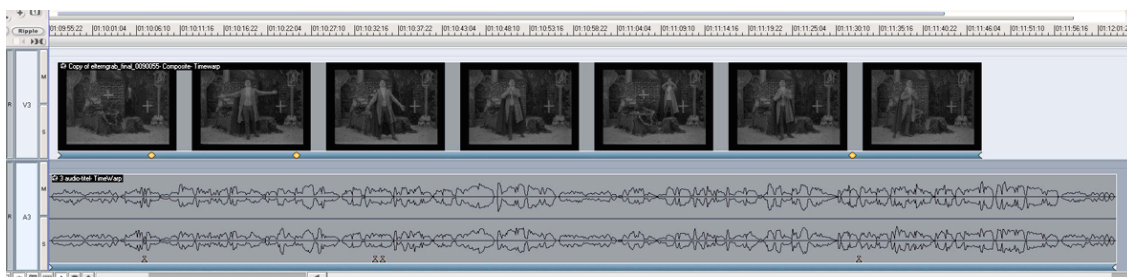 Ripple
01:09:55:22 01:10:01:04 01:10:06:10 01:10:11:16 01:10:16:22 01:10:22:04 01:10:27:10 01:10:32:16 01:10:37:22 01:10:43:04 01:10:48:10 01:10:53:16 01:10:58:22 01:11:04:04 01:11:09:10 01:11:14:16 01:11:19:22 01:11:25:04 01:11:30:10 01:11:35:16 01:11:40:22 01:11:46:04 01:11:51:10 01:11:56:16 01:12:01:2
Copy of elterngrab_final_0090055- Composite- Timewarp
M
R V3
S
3 audio-titel- TimeWarp
M
R A3
S